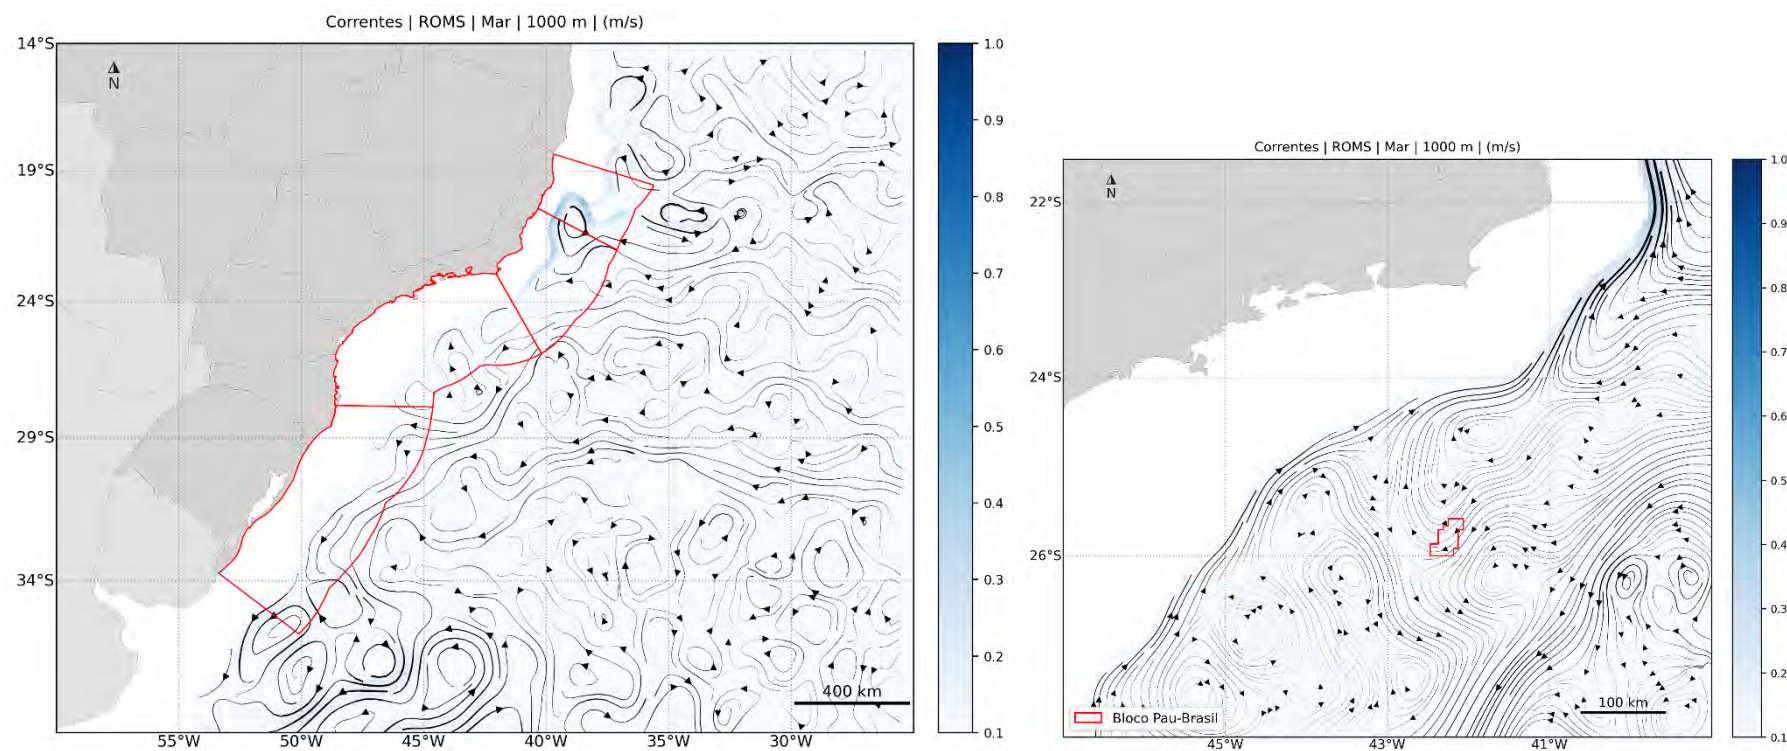 Correntes | ROMS | Mar | 1000 m | (m/s)
14°S
19°S
24°S
29°S
34°S
N
400 km
55°W
50°W
45°W
40°W
35°W
30°W
1.0
0.9
0.8
0.7
0.6
0.5
0.4
0.3
0.2
0.1
Correntes | ROMS | Mar | 1000 m | (m/s)
22°S
24°S
26°S
N
Bloco Pau-Brasil
100 km
45°W
43°W
41°W
1.0
0.9
0.8
0.7
0.6
0.5
0.4
0.3
0.2
0.1